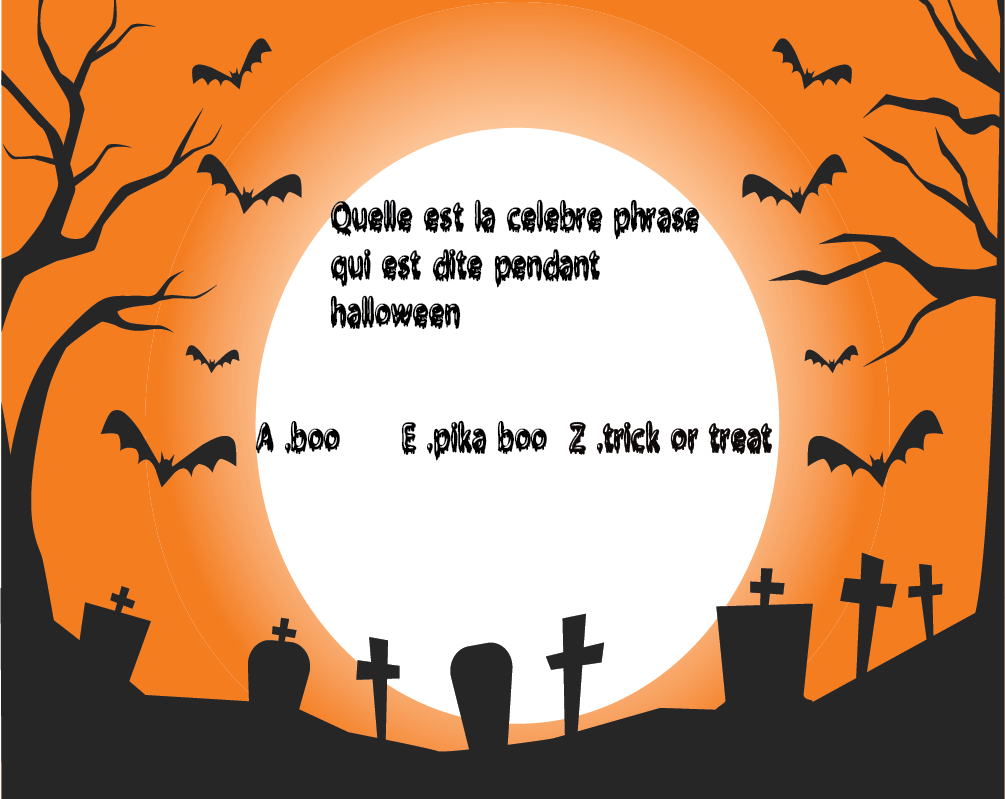 Quelle est la celebre phrase
qui est dite pendant
halloween
A .boo E .pika boo Z .trick or treat